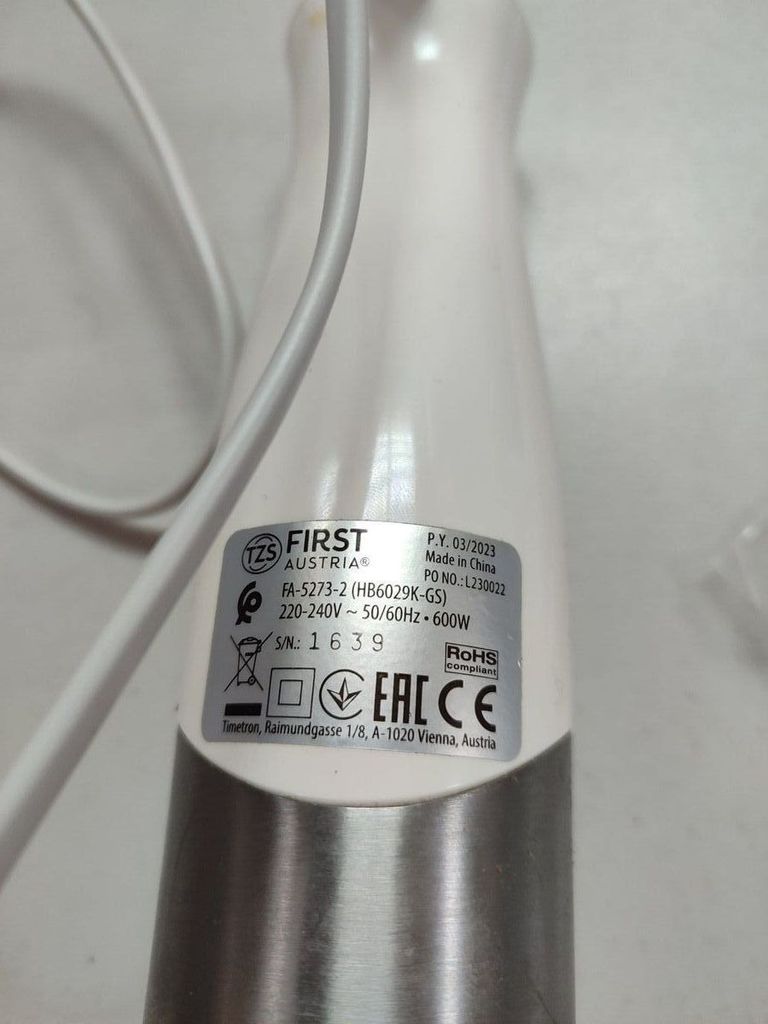 TZS FIRST
AUSTRIA®
P.Y. 03/2023
Made in China
PO NO.: L230022
FA-5273-2 (HB6029K-GS)
220-240V ~ 50/60Hz • 600W
S/N.: 1639
RoHS
compliant
EAC CE
Timetron, Raimundgasse 1/8, A-1020 Vienna, Austria